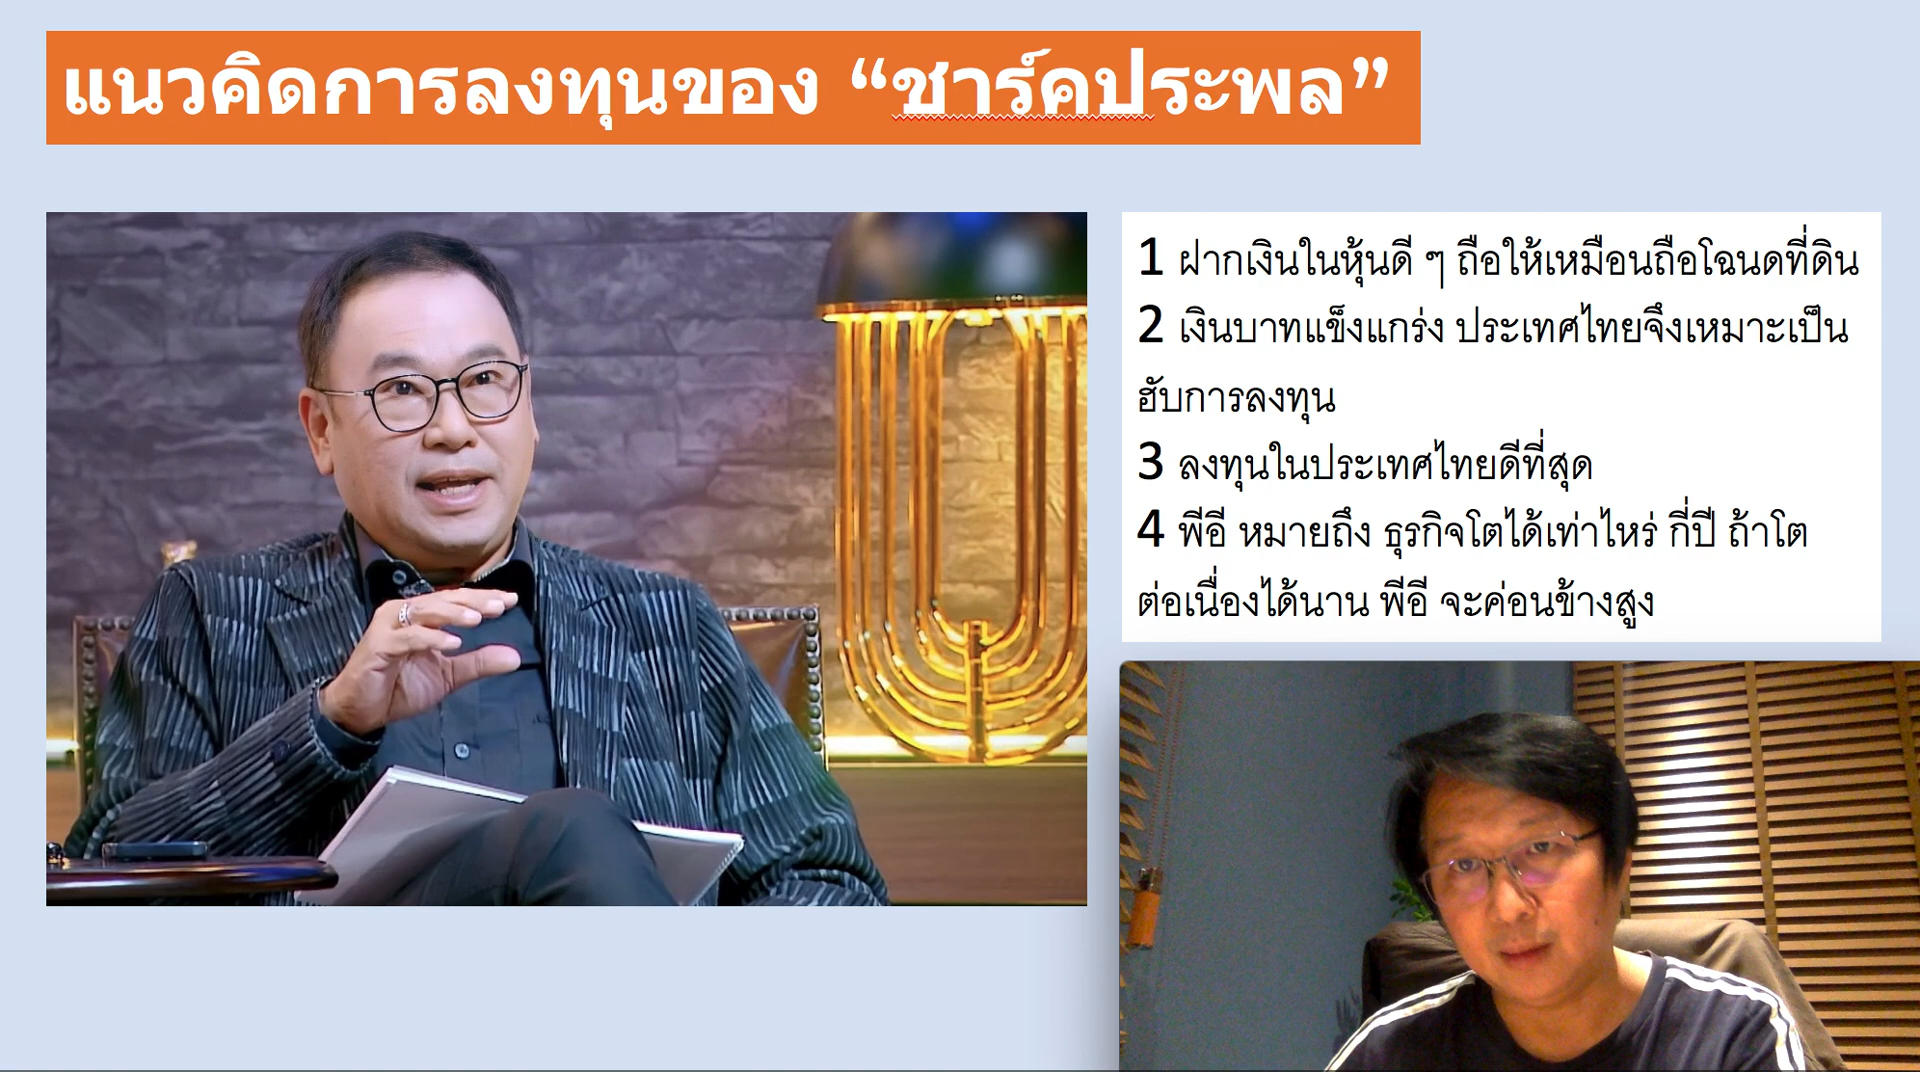 แนวคิดการลงทุนของ “ชาร์คประพล”
1 ฝากเงินในหุ้นดี ๆ ถือให้เหมือนถือโฉนดที่ดิน
2 เงินบาทแข็งแกร่ง ประเทศไทยจึงเหมาะเป็น
ฮับการลงทุน
3 ลงทุนในประเทศไทยดีที่สุด
4 พีอี หมายถึง ธุรกิจโตได้เท่าไหร่ กี่ปี ถ้าโต
ต่อเนื่องได้นาน พีอี จะค่อนข้างสูง